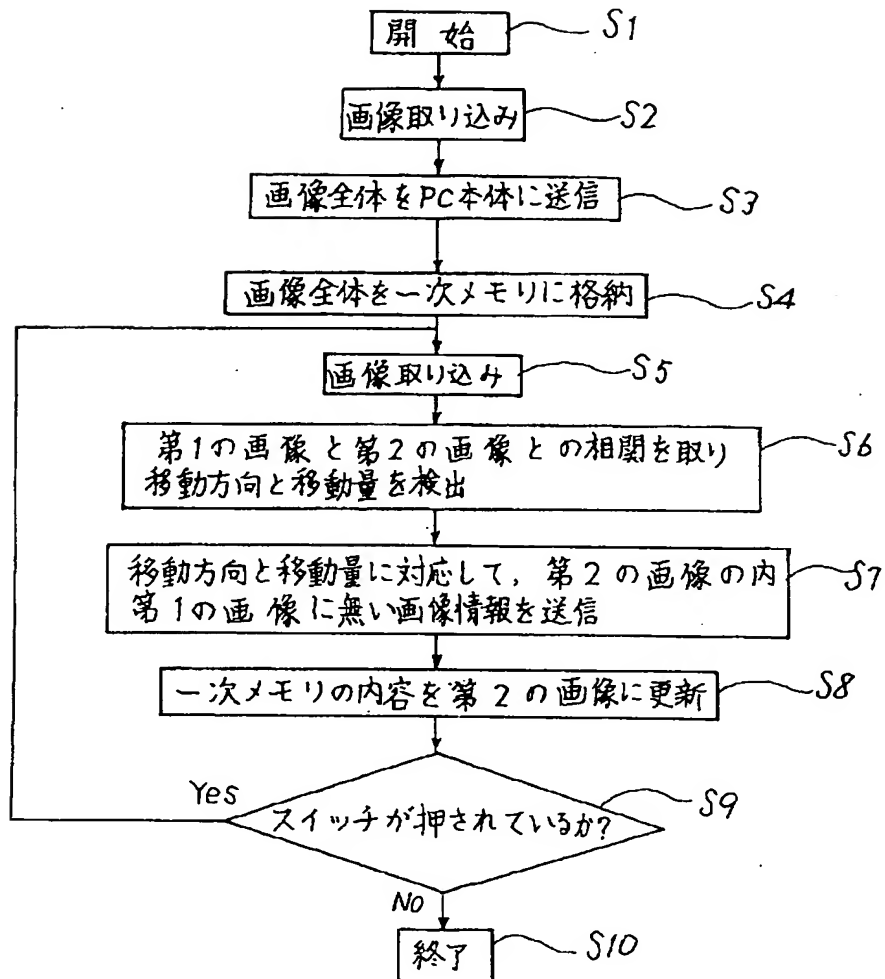 開始 S1
画像取り込み S2
画像全体をPC本体に送信 S3
画像全体を一次メモリに格納 S4
画像取り込み S5
第1の画像と第2の画像との相関を取り S6
移動方向と移動量を検出
移動方向と移動量に対応して、第2の画像の内 S7
第1の画像に無い画像情報を送信
一次メモリの内容を第2の画像に更新 S8
Yes
スイッチが押されているか? S9
No
終了 S10